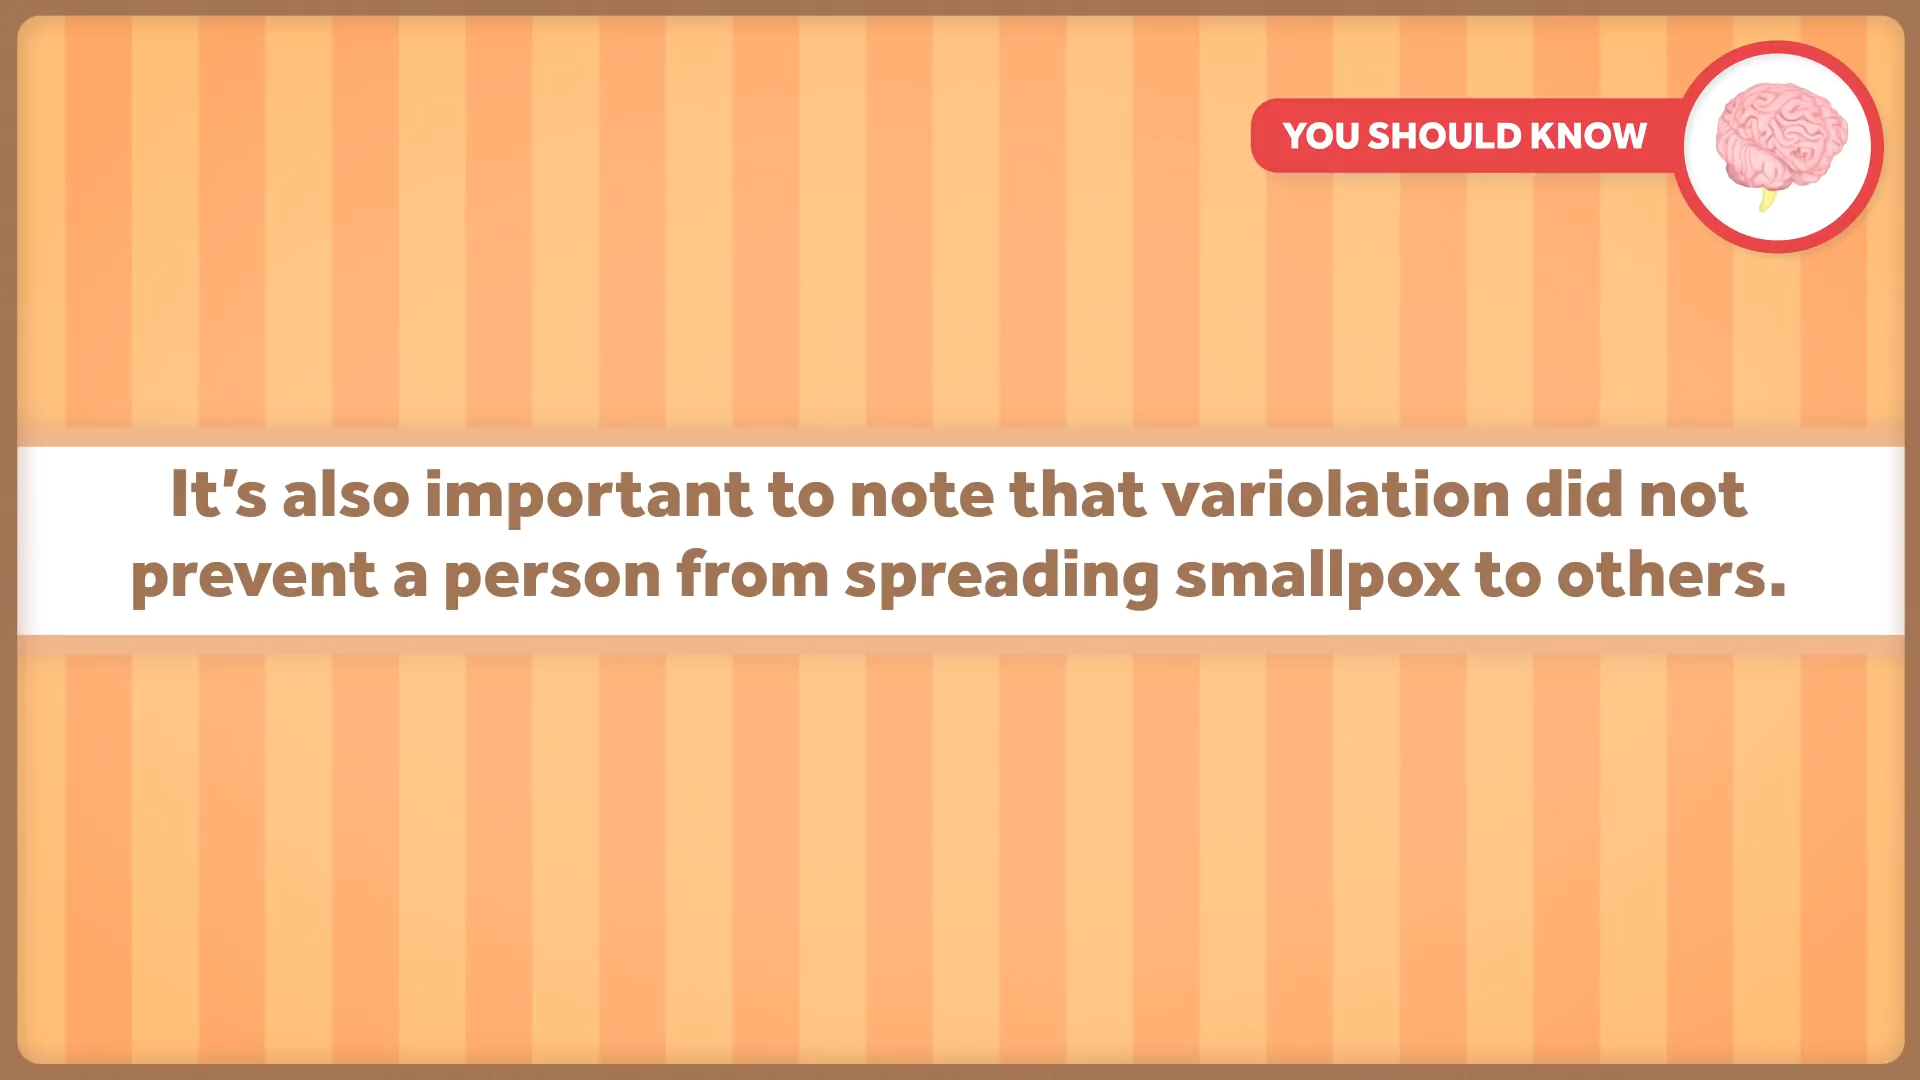 YOU SHOULD KNOW
It’s also important to note that variolation did not
prevent a person from spreading smallpox to others.